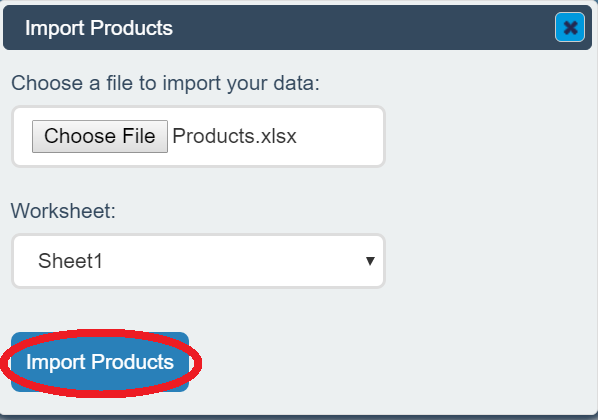 Import Products
Choose a file to import your data:
Choose File Products.xlsx
Worksheet:
Sheet1
Import Products